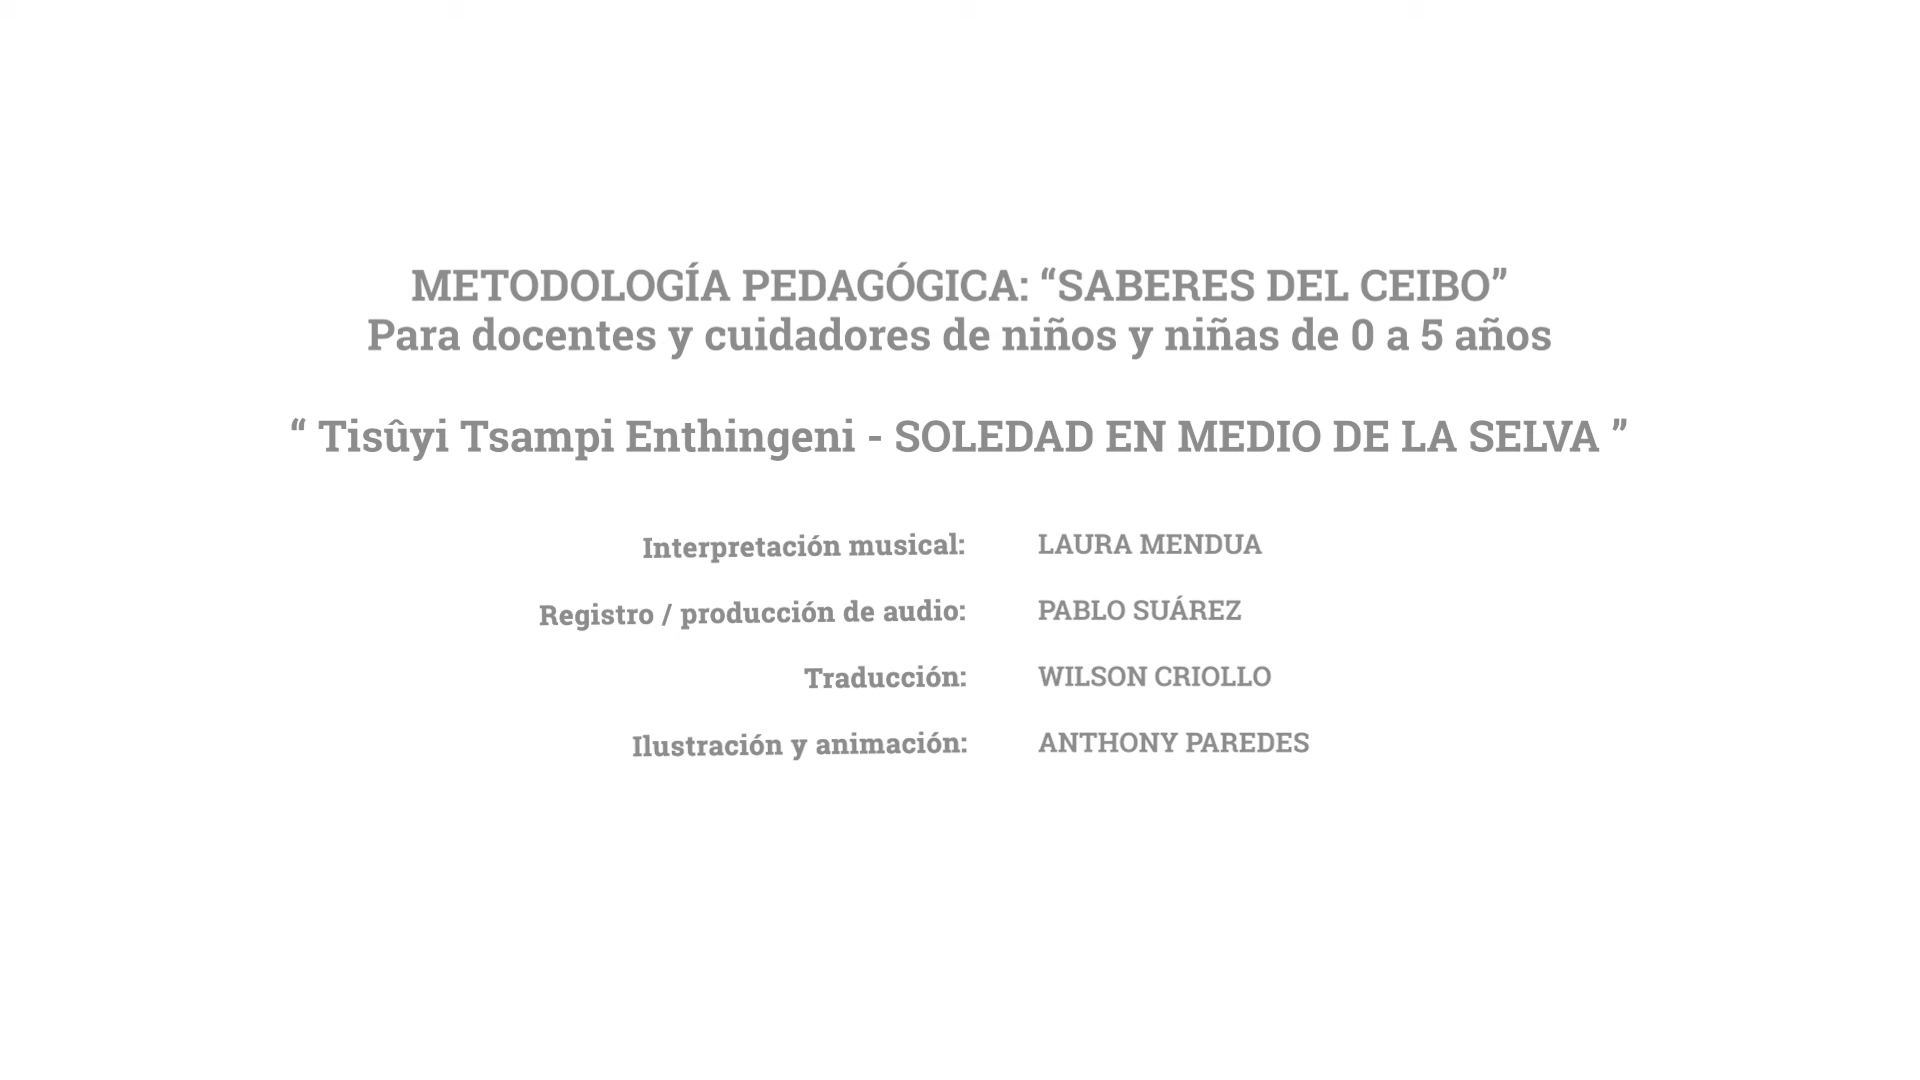 METODOLOGÍA PEDAGÓGICA: “SABERES DEL CEIBO”
Para docentes y cuidadores de niños y niñas de 0 a 5 años
“ Tisûyi Tsampi Enthingeni - SOLEDAD EN MEDIO DE LA SELVA ”
Interpretación musical: LAURA MENDUA
Registro / producción de audio: PABLO SUÁREZ
Traducción: WILSON CRIOLLO
Ilustración y animación: ANTHONY PAREDES